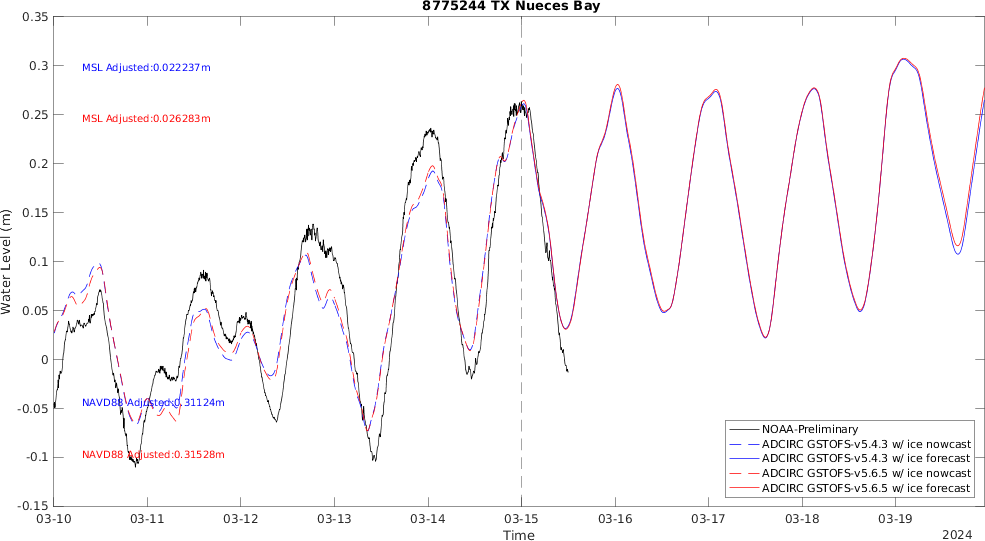 8775244 TX Nueces Bay
0.35
0.3
0.25
0.2
0.15
0.1
0.05
0
-0.05
-0.1
-0.15
Water Level (m)
MSL Adjusted:0.022237m
MSL Adjusted:0.026283m
NAVD88 Adjusted:0.31124m
NAVD88 Adjusted:0.31528m
NOAA-Preliminary
ADCIRC GSTOFS-v5.4.3 w/ ice nowcast
ADCIRC GSTOFS-v5.4.3 w/ ice forecast
ADCIRC GSTOFS-v5.6.5 w/ ice nowcast
ADCIRC GSTOFS-v5.6.5 w/ ice forecast
03-10 03-11 03-12 03-13 03-14 03-15 03-16 03-17 03-18 03-19
Time
2024